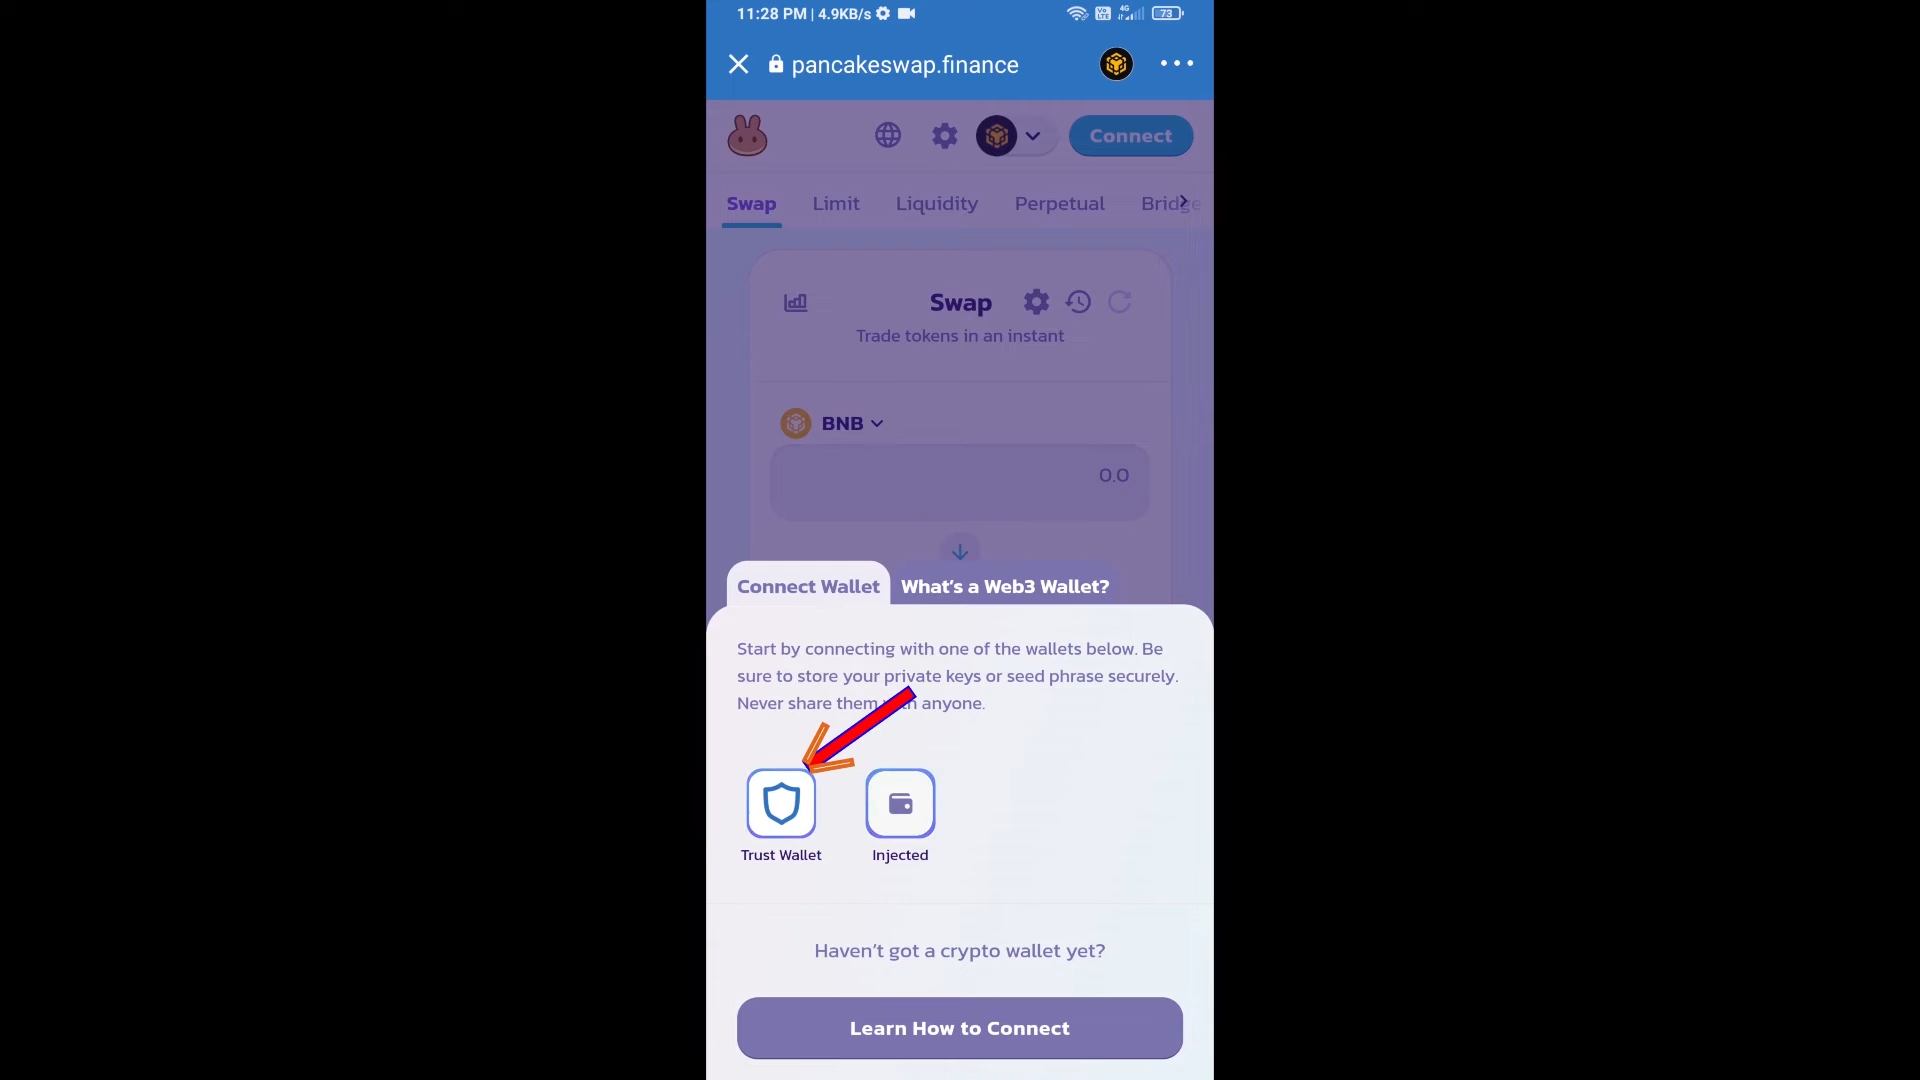 11:28 PM | 4.9KB/s
4G
73
pancakeswap.finance
Connect
Swap Limit Liquidity Perpetual Bridge
Swap
Trade tokens in an instant
BNB
0.0
Connect Wallet What's a Web3 Wallet?
Start by connecting with one of the wallets below. Be
sure to store your private keys or seed phrase securely.
Never share them anyone.
Trust Wallet Injected
Haven't got a crypto wallet yet?
Learn How to Connect